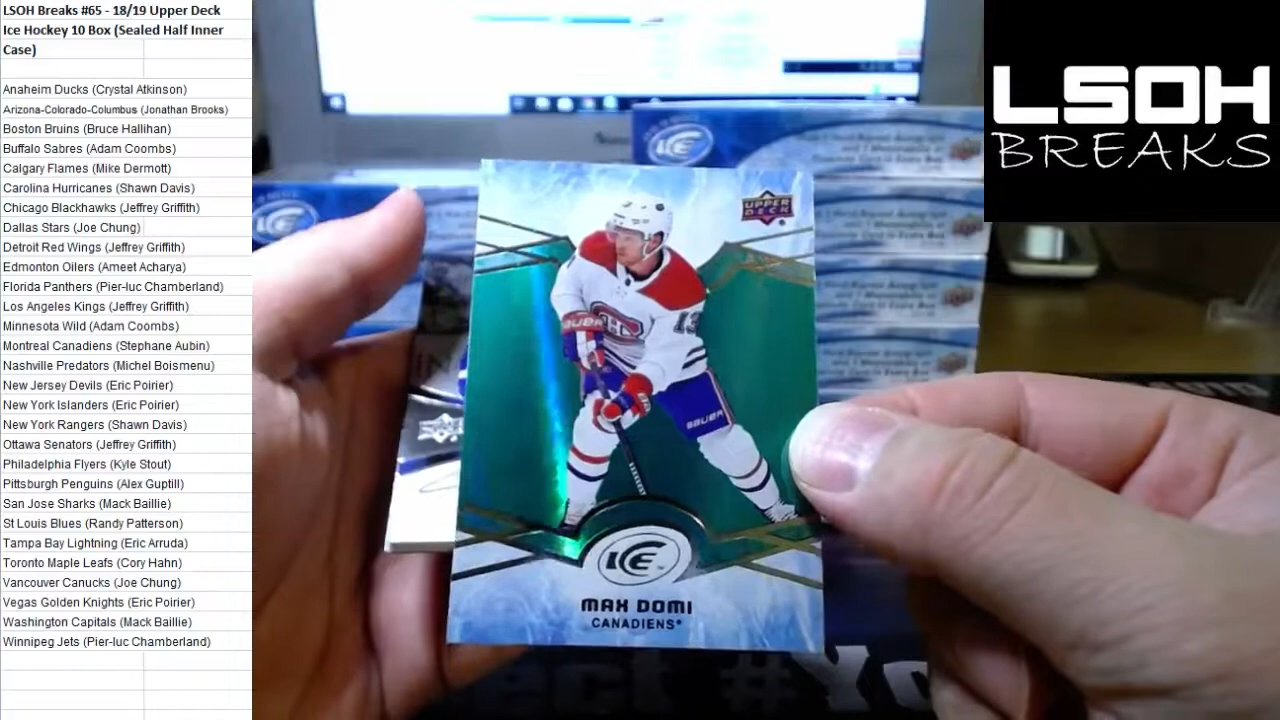 LSOH Breaks #65 - 18/19 Upper Deck
Ice Hockey 10 Box (Sealed Half Inner
Case)
Anaheim Ducks (Crystal Atkinson)
Arizona-Colorado-Columbus (Jonathan Brooks)
Boston Bruins (Bruce Hallihan)
Buffalo Sabres (Adam Coombs)
Calgary Flames (Mike Dermott)
Carolina Hurricanes (Shawn Davis)
Chicago Blackhawks (Jeffrey Griffith)
Dallas Stars (Joe Chung)
Detroit Red Wings (Jeffrey Griffith)
Edmonton Oilers (Ameet Acharya)
Florida Panthers (Pier-luc Chamberland)
Los Angeles Kings (Jeffrey Griffith)
Minnesota Wild (Adam Coombs)
Montreal Canadiens (Stephane Aubin)
Nashville Predators (Michel Boismenu)
New Jersey Devils (Eric Poirier)
New York Islanders (Eric Poirier)
New York Rangers (Shawn Davis)
Ottawa Senators (Jeffrey Griffith)
Philadelphia Flyers (Kyle Stout)
Pittsburgh Penguins (Alex Guptill)
San Jose Sharks (Mack Baillie)
St Louis Blues (Randy Patterson)
Tampa Bay Lightning (Eric Arruda)
Toronto Maple Leafs (Cory Hahn)
Vancouver Canucks (Joe Chung)
Vegas Golden Knights (Eric Poirier)
Washington Capitals (Mack Baillie)
Winnipeg Jets (Pier-luc Chamberland)
LSOH
BREAKS
ICE
ICE
UPPER
DECK
13
BAUER
BAUER
ICE
MAX DOMI
CANADIENS